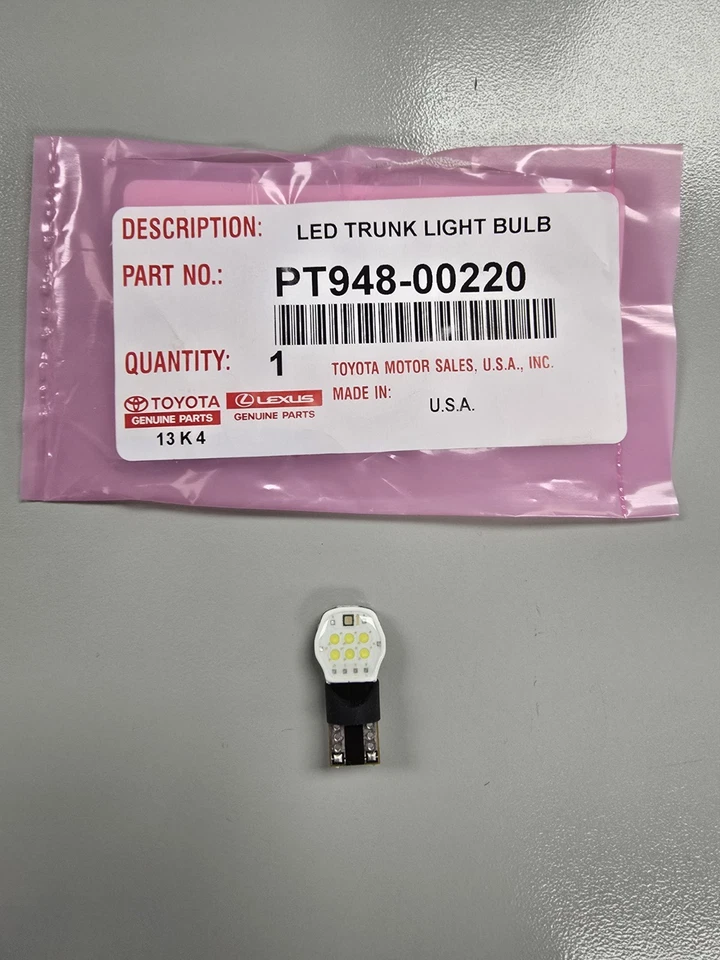 DESCRIPTION: LED TRUNK LIGHT BULB
PART NO.: PT948-00220
QUANTITY: 1 TOYOTA MOTOR SALES, U.S.A., INC.
TOYOTA LEXUS MADE IN: U.S.A.
GENUINE PARTS GENUINE PARTS
13 K 4